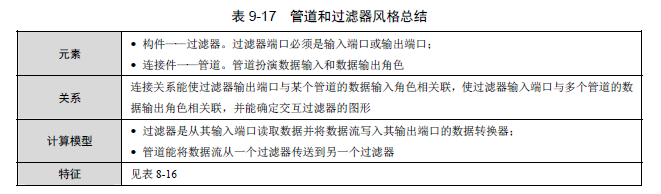 表 9-17 管道和过滤器风格总结
元素
• 构件——过滤器。过滤器端口必须是输入端口或输出端口；
• 连接件——管道。管道扮演数据输入和数据输出角色
关系
连接关系能使过滤器输出端口与某个管道的数据输入角色相关联，使过滤器输入端口与多个管道的数
据输出角色相关联，并能确定交互过滤器的图形
计算模型
• 过滤器是从其输入端口读取数据并将数据流写入其输出端口的数据转换器；
• 管道能将数据流从一个过滤器传送到另一个过滤器
特征
见表 8-16